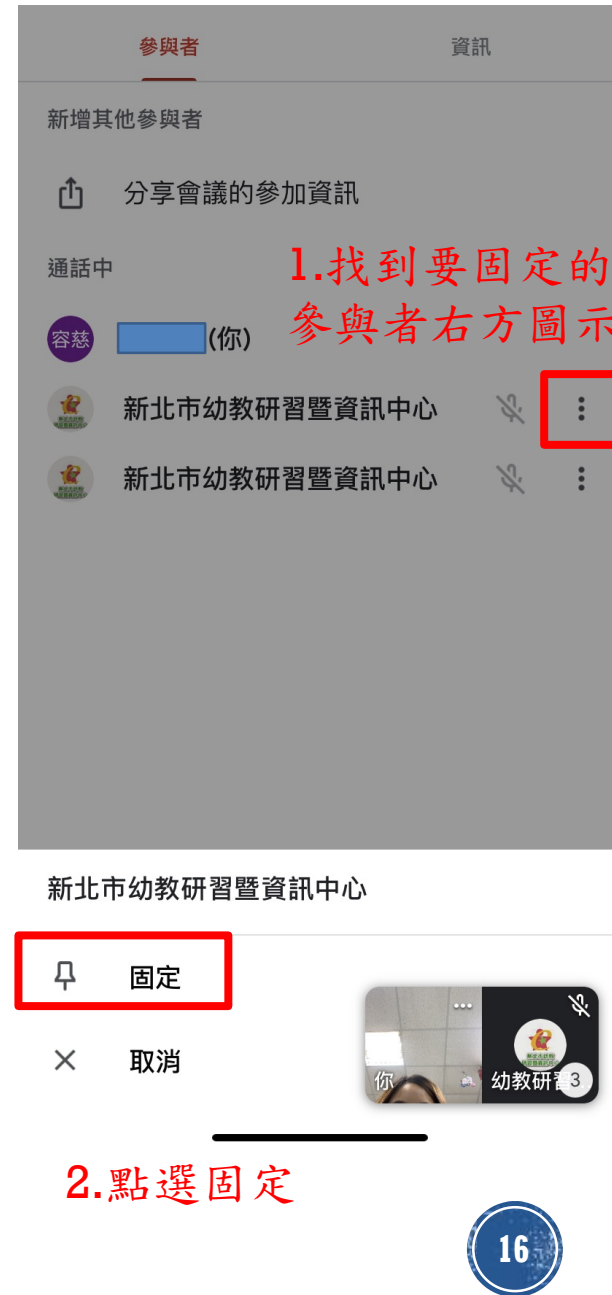 參與者 資訊
新增其他參與者
分享會議的參加資訊
通話中
1.找到要固定的
參與者右方圖示
容慈 (你)
新北市幼教研習暨資訊中心
新北市幼教研習暨資訊中心
新北市幼教研習暨資訊中心
固定
取消
你 幼教研習 3
2.點選固定
16